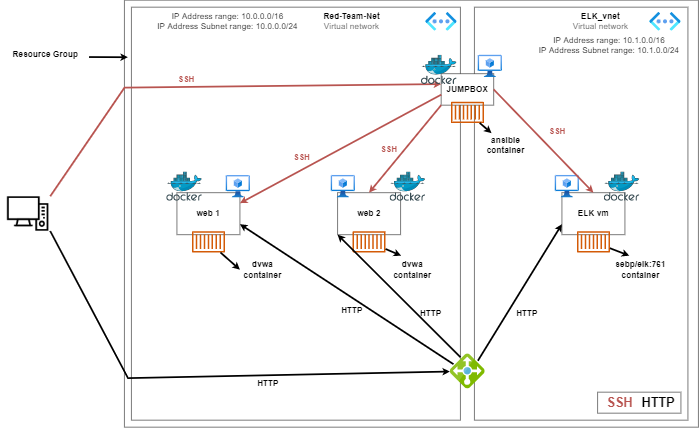 IP Address range: 10.0.0.0/16
IP Address Subnet range: 10.0.0.0/24
Red-Team-Net
Virtual network
ELK_vnet
Virtual network
IP Address range: 10.1.0.0/16
IP Address Subnet range: 10.1.0.0/24
Resource Group
SSH
docker
JUMPBOX
ansible
container
SSH
SSH
SSH
docker
web 1
dvwa
container
docker
web 2
dvwa
container
docker
ELK vm
sebp/elk:761
container
HTTP
HTTP
HTTP
HTTP
SSH HTTP